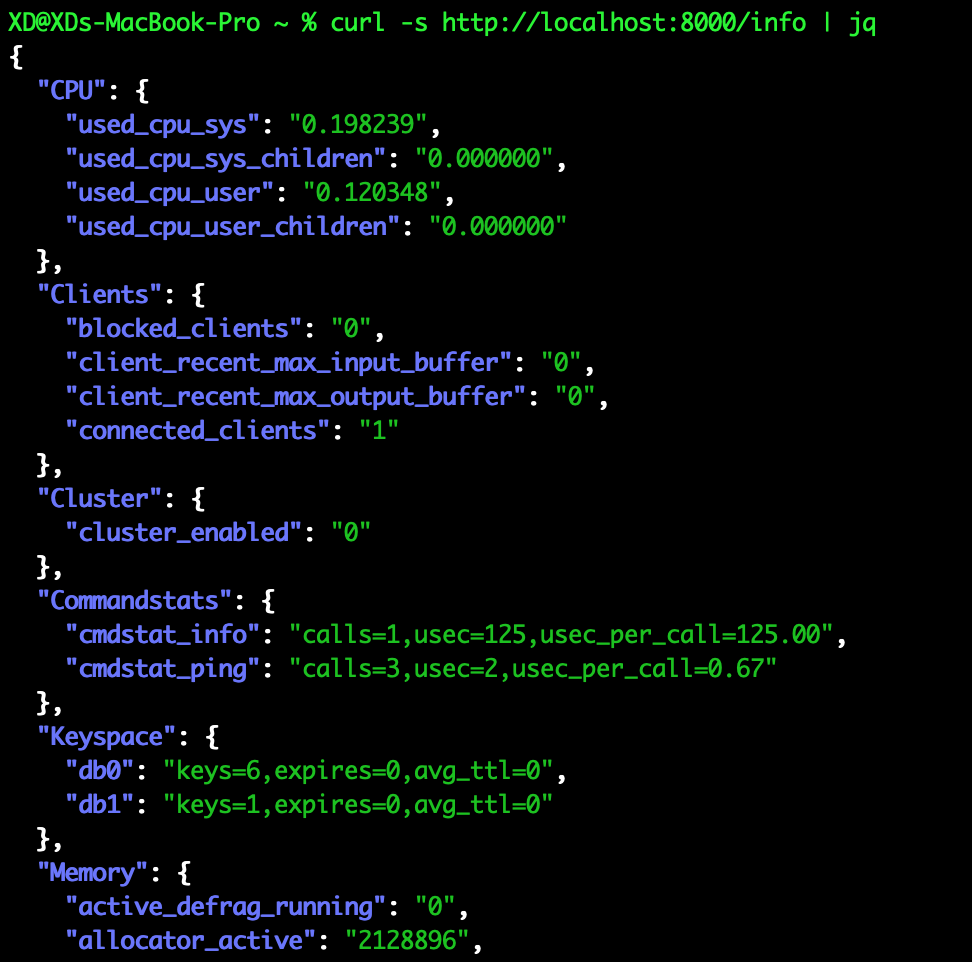 XD@XDs-MacBook-Pro ~ % curl -s http://localhost:8000/info | jq
{
  "CPU": {
    "used_cpu_sys": "0.198239",
    "used_cpu_sys_children": "0.000000",
    "used_cpu_user": "0.120348",
    "used_cpu_user_children": "0.000000"
  },
  "Clients": {
    "blocked_clients": "0",
    "client_recent_max_input_buffer": "0",
    "client_recent_max_output_buffer": "0",
    "connected_clients": "1"
  },
  "Cluster": {
    "cluster_enabled": "0"
  },
  "Commandstats": {
    "cmdstat_info": "calls=1,usec=125,usec_per_call=125.00",
    "cmdstat_ping": "calls=3,usec=2,usec_per_call=0.67"
  },
  "Keyspace": {
    "db0": "keys=6,expires=0,avg_ttl=0",
    "db1": "keys=1,expires=0,avg_ttl=0"
  },
  "Memory": {
    "active_defrag_running": "0",
    "allocator_active": "2128896",